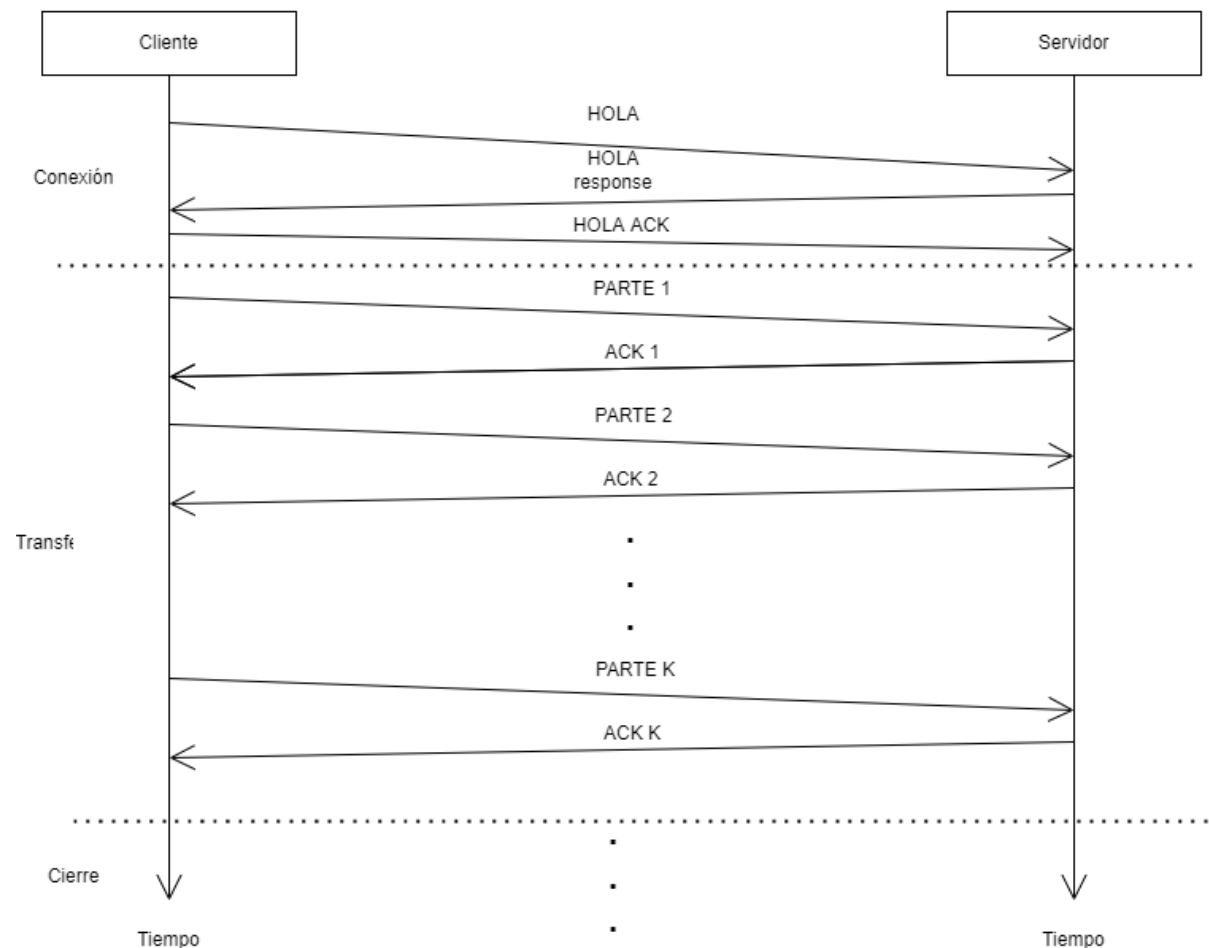 Cliente
Servidor
HOLA
Conexión
HOLA
response
HOLA ACK
PARTE 1
ACK 1
PARTE 2
ACK 2
Transfe
PARTE K
ACK K
Cierre
Tiempo
Tiempo